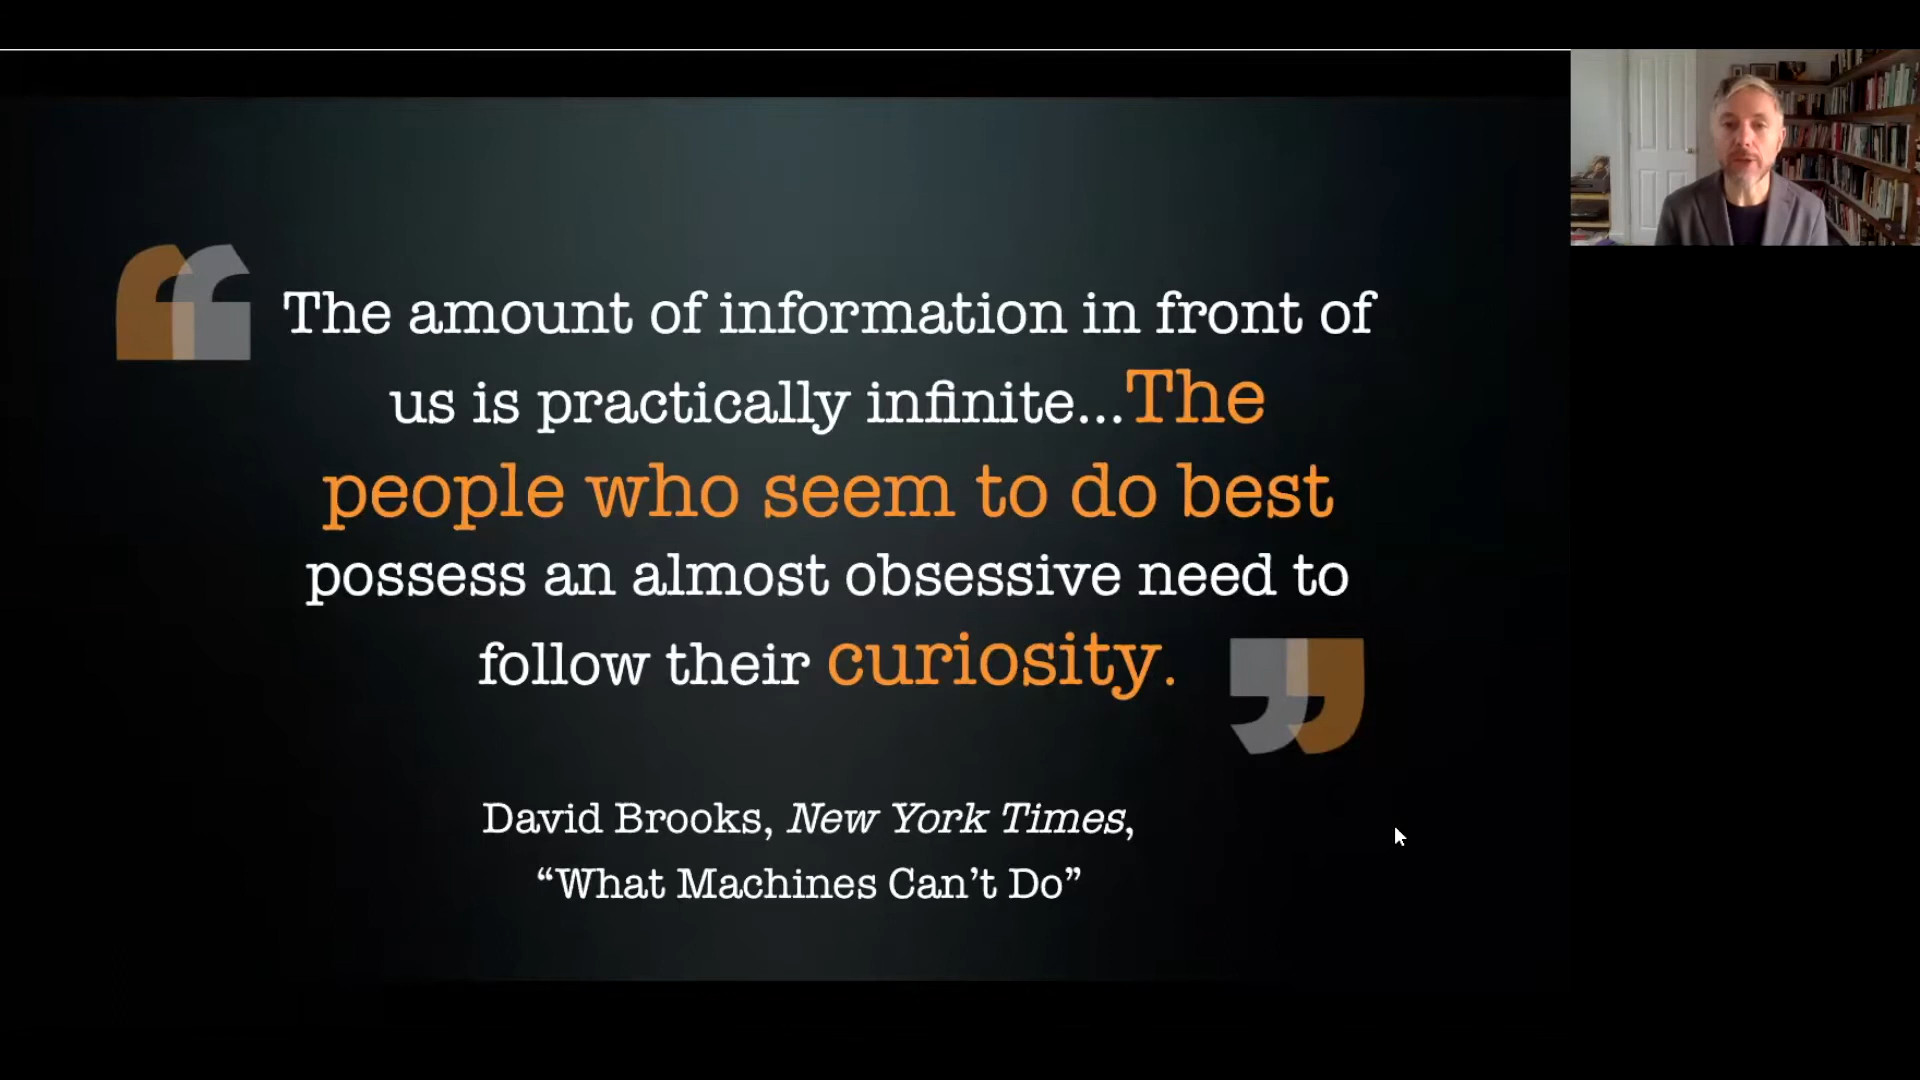 “The amount of information in front of
us is practically infinite...The
people who seem to do best
possess an almost obsessive need to
follow their curiosity.”
David Brooks, New York Times,
“What Machines Can’t Do”